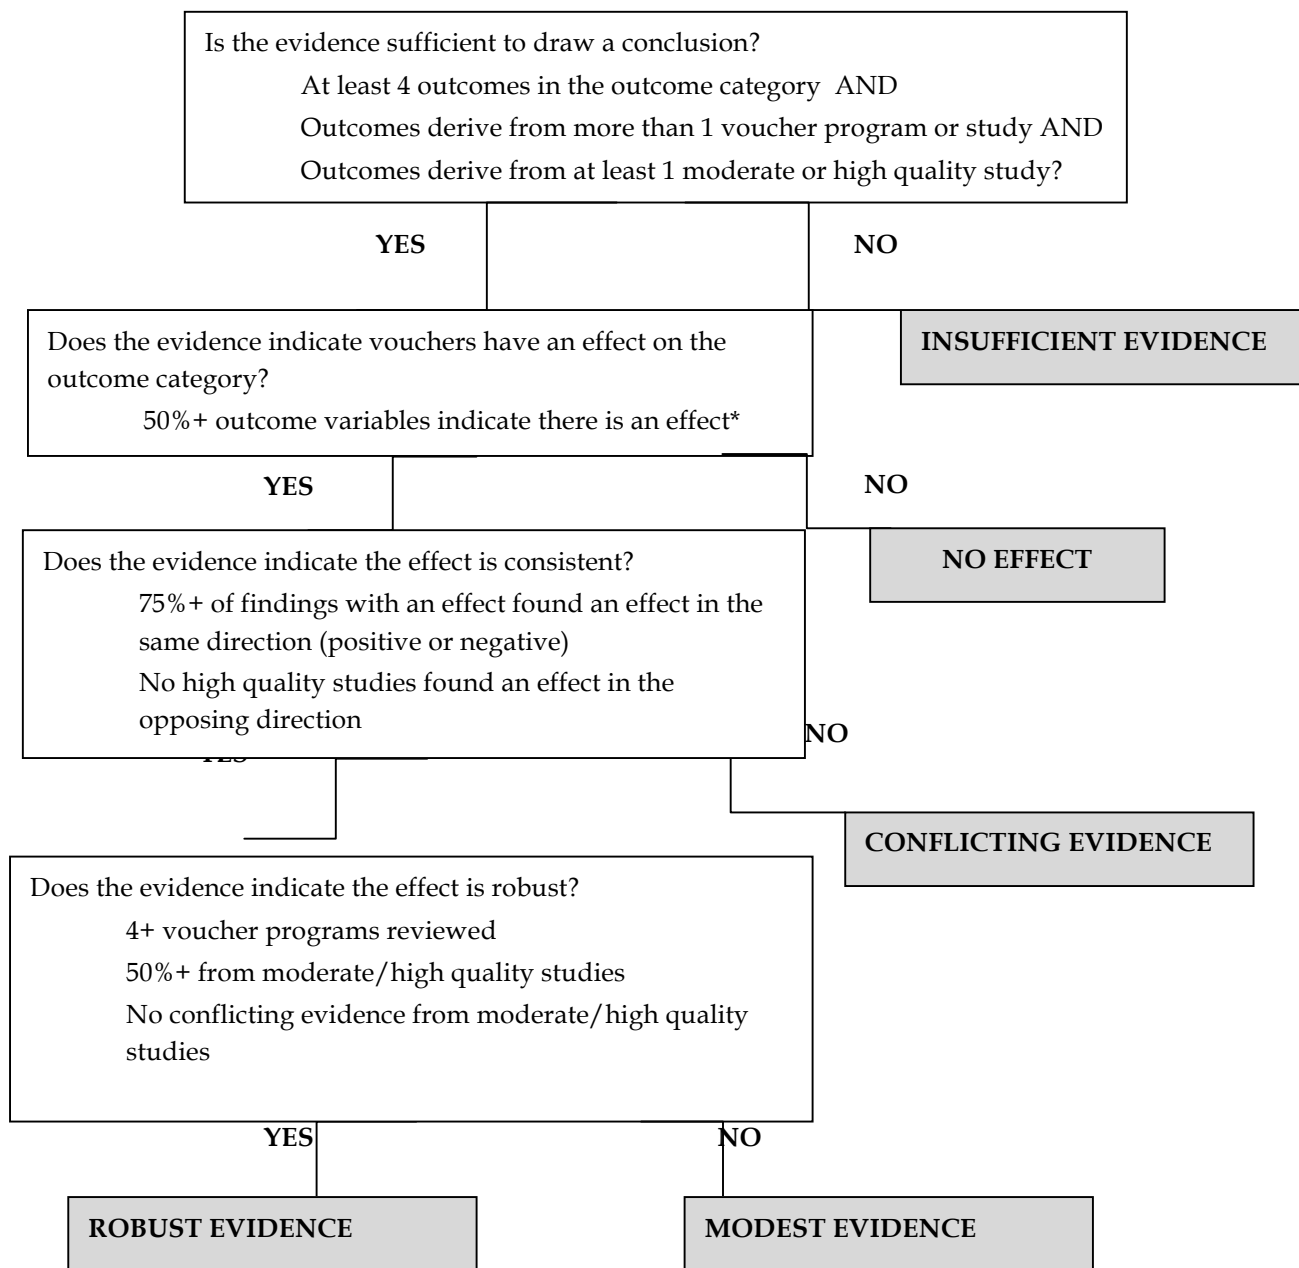 Is the evidence sufficient to draw a conclusion?
At least 4 outcomes in the outcome category AND
Outcomes derive from more than 1 voucher program or study AND
Outcomes derive from at least 1 moderate or high quality study?
YES
NO
Does the evidence indicate vouchers have an effect on the
outcome category?
50%+ outcome variables indicate there is an effect*
INSUFFICIENT EVIDENCE
YES
NO
Does the evidence indicate the effect is consistent?
75%+ of findings with an effect found an effect in the
same direction (positive or negative)
No high quality studies found an effect in the
opposing direction
NO EFFECT
YES
NO
CONFLICTING EVIDENCE
Does the evidence indicate the effect is robust?
4+ voucher programs reviewed
50%+ from moderate/high quality studies
No conflicting evidence from moderate/high quality
studies
YES
NO
ROBUST EVIDENCE
MODEST EVIDENCE